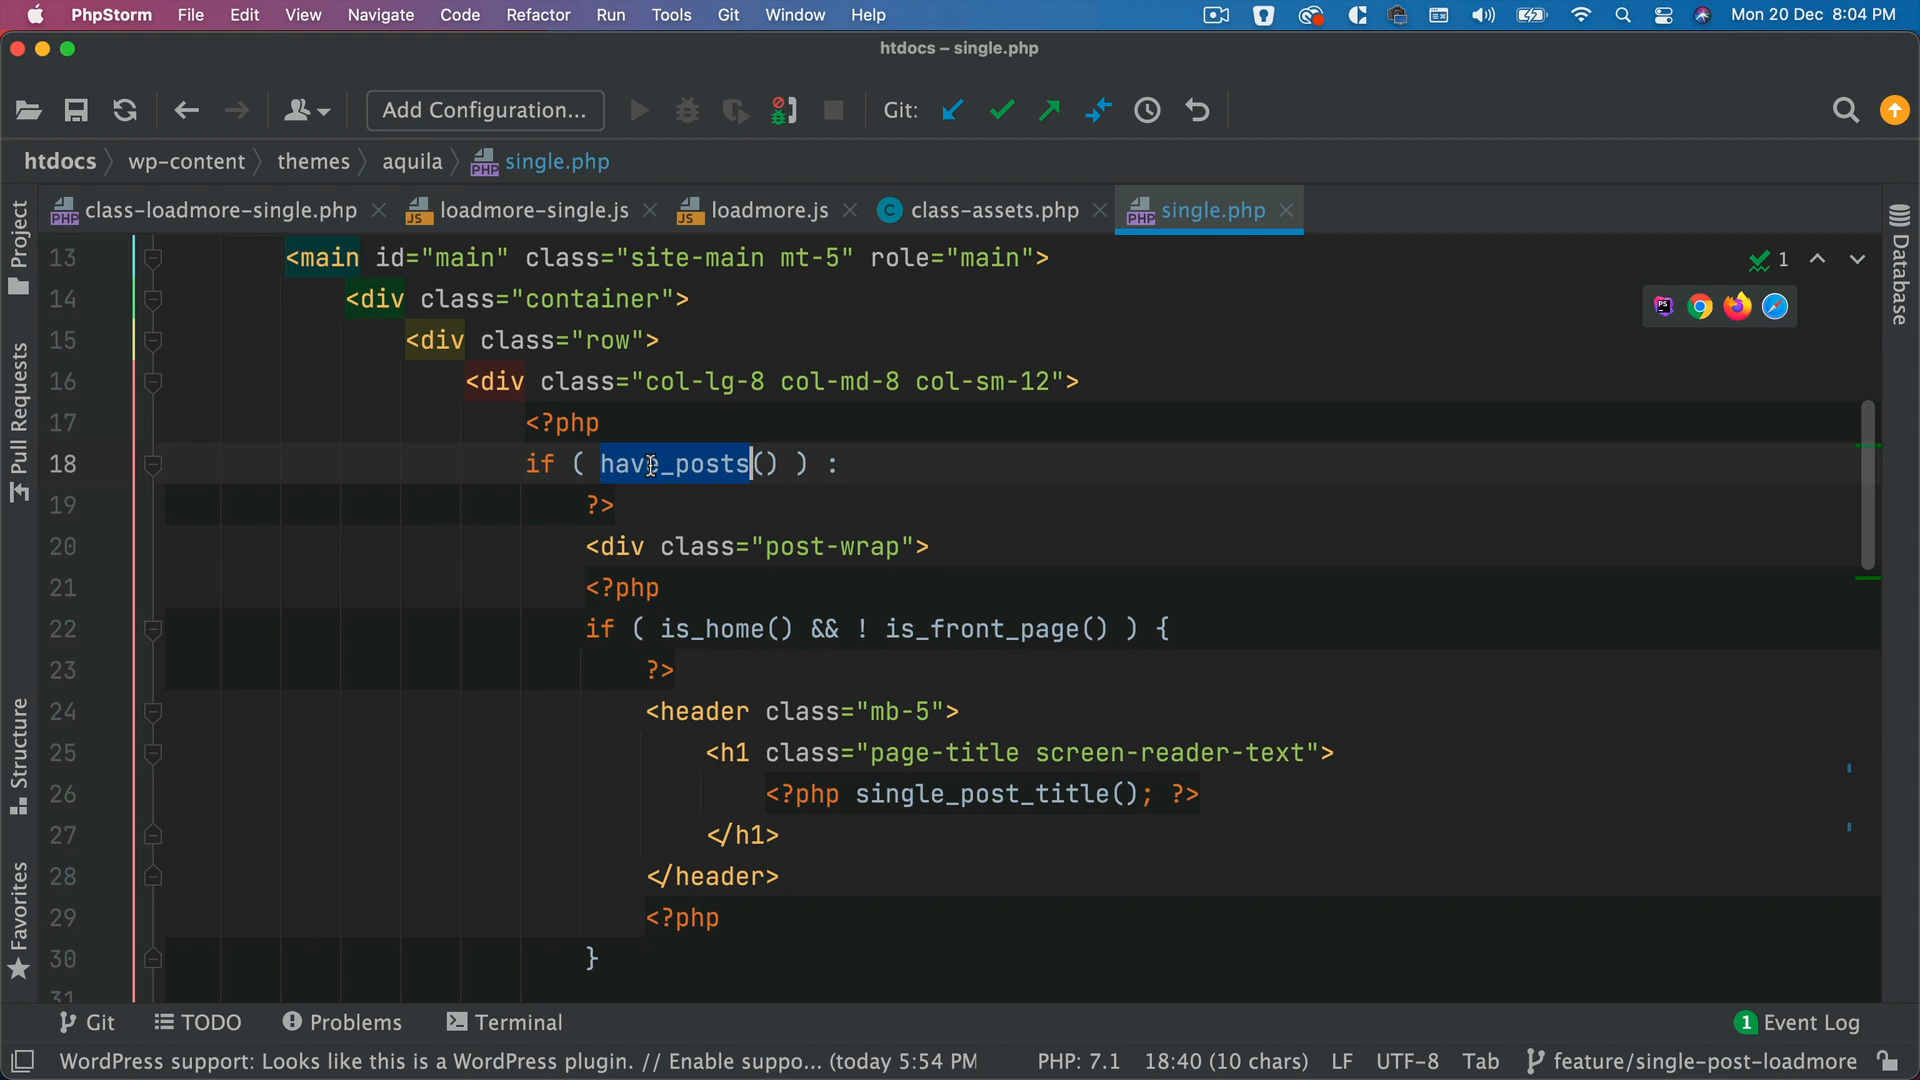 PhpStorm File Edit View Navigate Code Refactor Run Tools Git Window Help Mon 20 Dec 8:04 PM
htdocs – single.php
Add Configuration... Git:
htdocs wp-content themes aquila single.php
class-loadmore-single.php loadmore-single.js loadmore.js class-assets.php single.php
Project
Pull Requests
Structure
Favorites
Database
13 <main id="main" class="site-main mt-5" role="main"> 1
14 <div class="container">
15 <div class="row">
16 <div class="col-lg-8 col-md-8 col-sm-12">
17 <?php
18 if ( have_posts() ) :
19 ?>
20 <div class="post-wrap">
21 <?php
22 if ( is_home() && ! is_front_page() ) {
23 ?>
24 <header class="mb-5">
25 <h1 class="page-title screen-reader-text">
26 <?php single_post_title(); ?>
27 </h1>
28 </header>
29 <?php
30 }
31
Git TODO Problems Terminal 1 Event Log
WordPress support: Looks like this is a WordPress plugin. // Enable suppo... (today 5:54 PM PHP: 7.1 18:40 (10 chars) LF UTF-8 Tab feature/single-post-loadmore